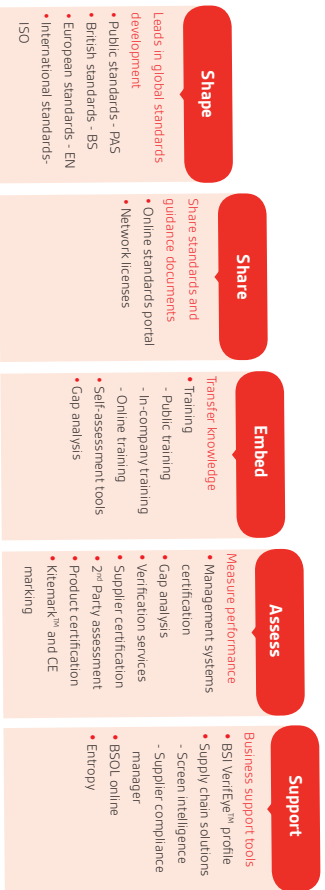 Shape
Leads in global standards
development
• Public standards - PAS
• British standards - BS
• European standards - EN
• International standards-
ISO
Share
Share standards and
guidance documents
• Online standards portal
• Network licenses
Embed
Transfer knowledge
• Training
- Public training
- In-company training
- Online training
• Self-assessment tools
• Gap analysis
Assess
Measure performance
• Management systems
certification
• Gap analysis
• Verification services
• Supplier certification
• 2nd Party assessment
• Product certification
• Kitemark™ and CE
marking
Support
Business support tools
• BSI VerifEye™ profile
• Supply chain solutions
- Screen intelligence
- Supplier compliance
manager
• BSOL online
• Entropy